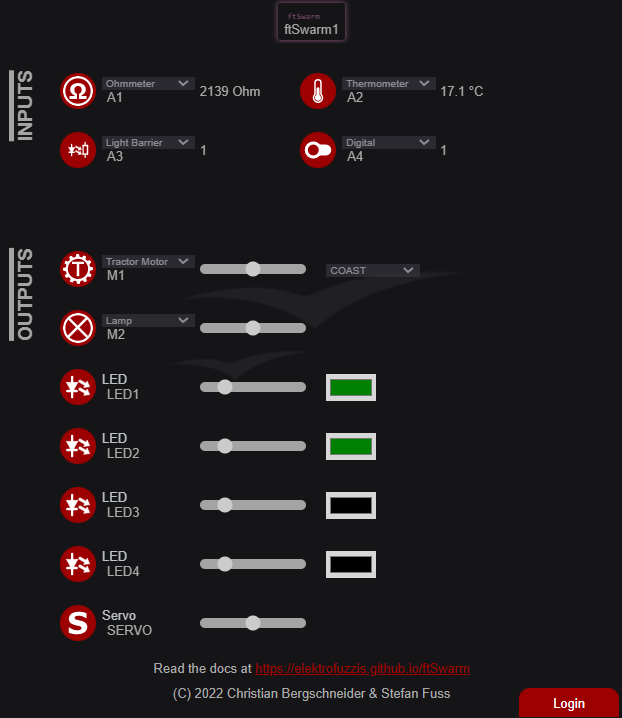 ftSwarm
ftSwarm1
INPUTS
Ohmmeter
A1
2139 Ohm
Thermometer
A2
17.1 °C
Light Barrier
A3
1
Digital
A4
1
OUTPUTS
Tractor Motor
M1
COAST
Lamp
M2
LED
LED1
LED
LED2
LED
LED3
LED
LED4
S
Servo
SERVO
Read the docs at https://elektrofuzzis.github.io/ftSwarm
(C) 2022 Christian Bergschneider & Stefan Fuss
Login